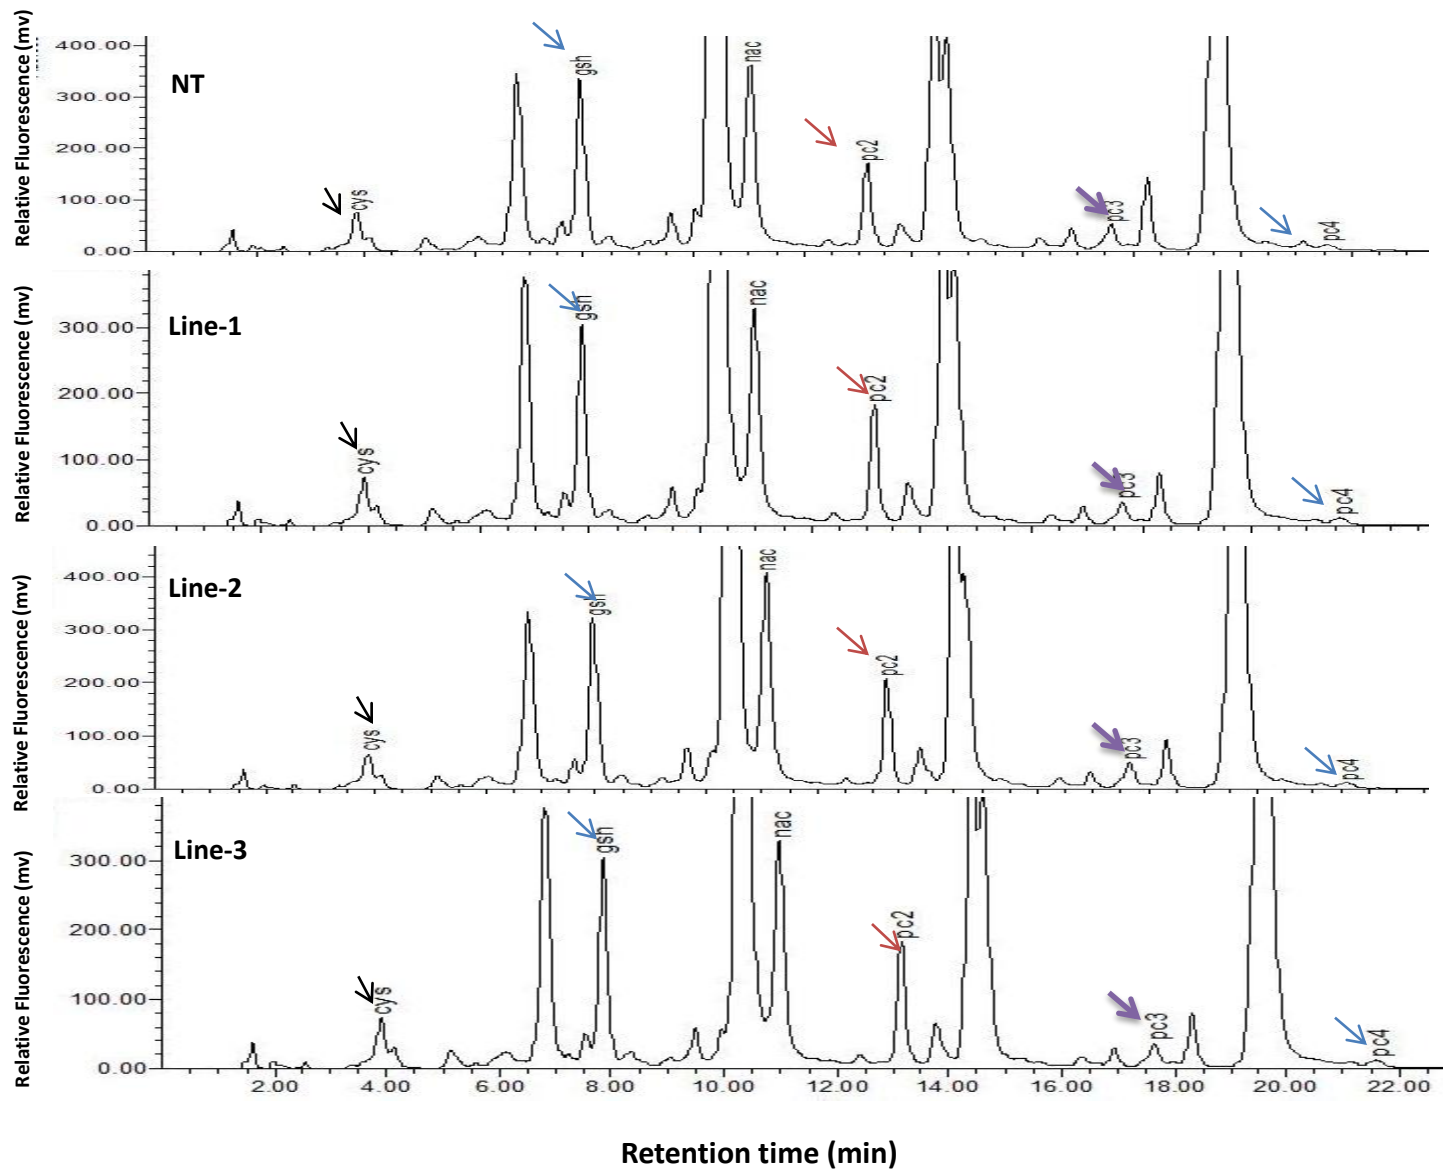 Relative Fluorescence (mv)
400.00
300.00
200.00
100.00
0.00
NT
cys
gsh
nac
pc2
pc3
pc4
Relative Fluorescence (mv)
300.00
200.00
100.00
0.00
Line-1
cys
gsh
nac
pc2
pc3
pc4
Relative Fluorescence (mv)
400.00
300.00
200.00
100.00
0.00
Line-2
cys
gsh
nac
pc2
pc3
pc4
Relative Fluorescence (mv)
300.00
200.00
100.00
0.00
Line-3
cys
gsh
nac
pc2
pc3
pc4
2.00 4.00 6.00 8.00 10.00 12.00 14.00 16.00 18.00 20.00 22.00
Retention time (min)